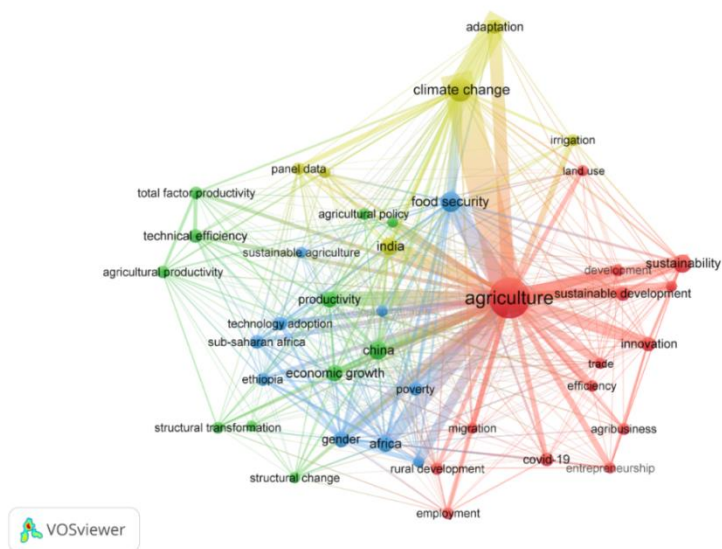 adaptation
climate change
irrigation
panel data
land use
total factor productivity
food security
agricultural policy
technical efficiency
india
sustainable agriculture
sustainability
agricultural productivity
development
agriculture
sustainable development
productivity
technology adoption
sub-saharan africa
china
innovation
trade
economic growth
ethiopia
efficiency
poverty
structural transformation
migration
agribusiness
gender
africa
covid-19
rural development
entrepreneurship
structural change
employment
VOSviewer